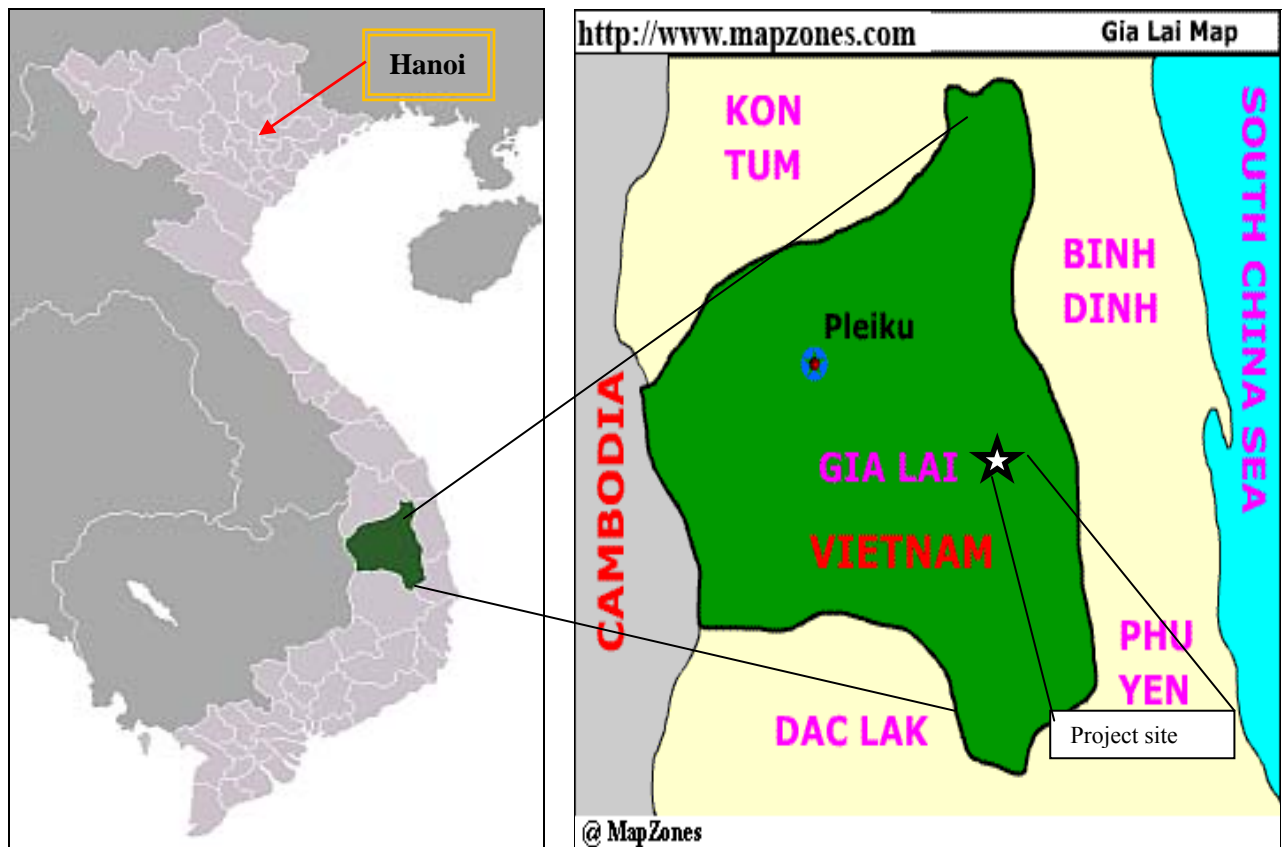 Hanoi
http://www.mapzones.com
Gia Lai Map
KON
TUM
BINH
DINH
SOUTH CHINA SEA
Pleiku
CAMBODIA
GIA LAI
VIETNAM
PHU
YEN
DAC LAK
Project site
@ MapZones